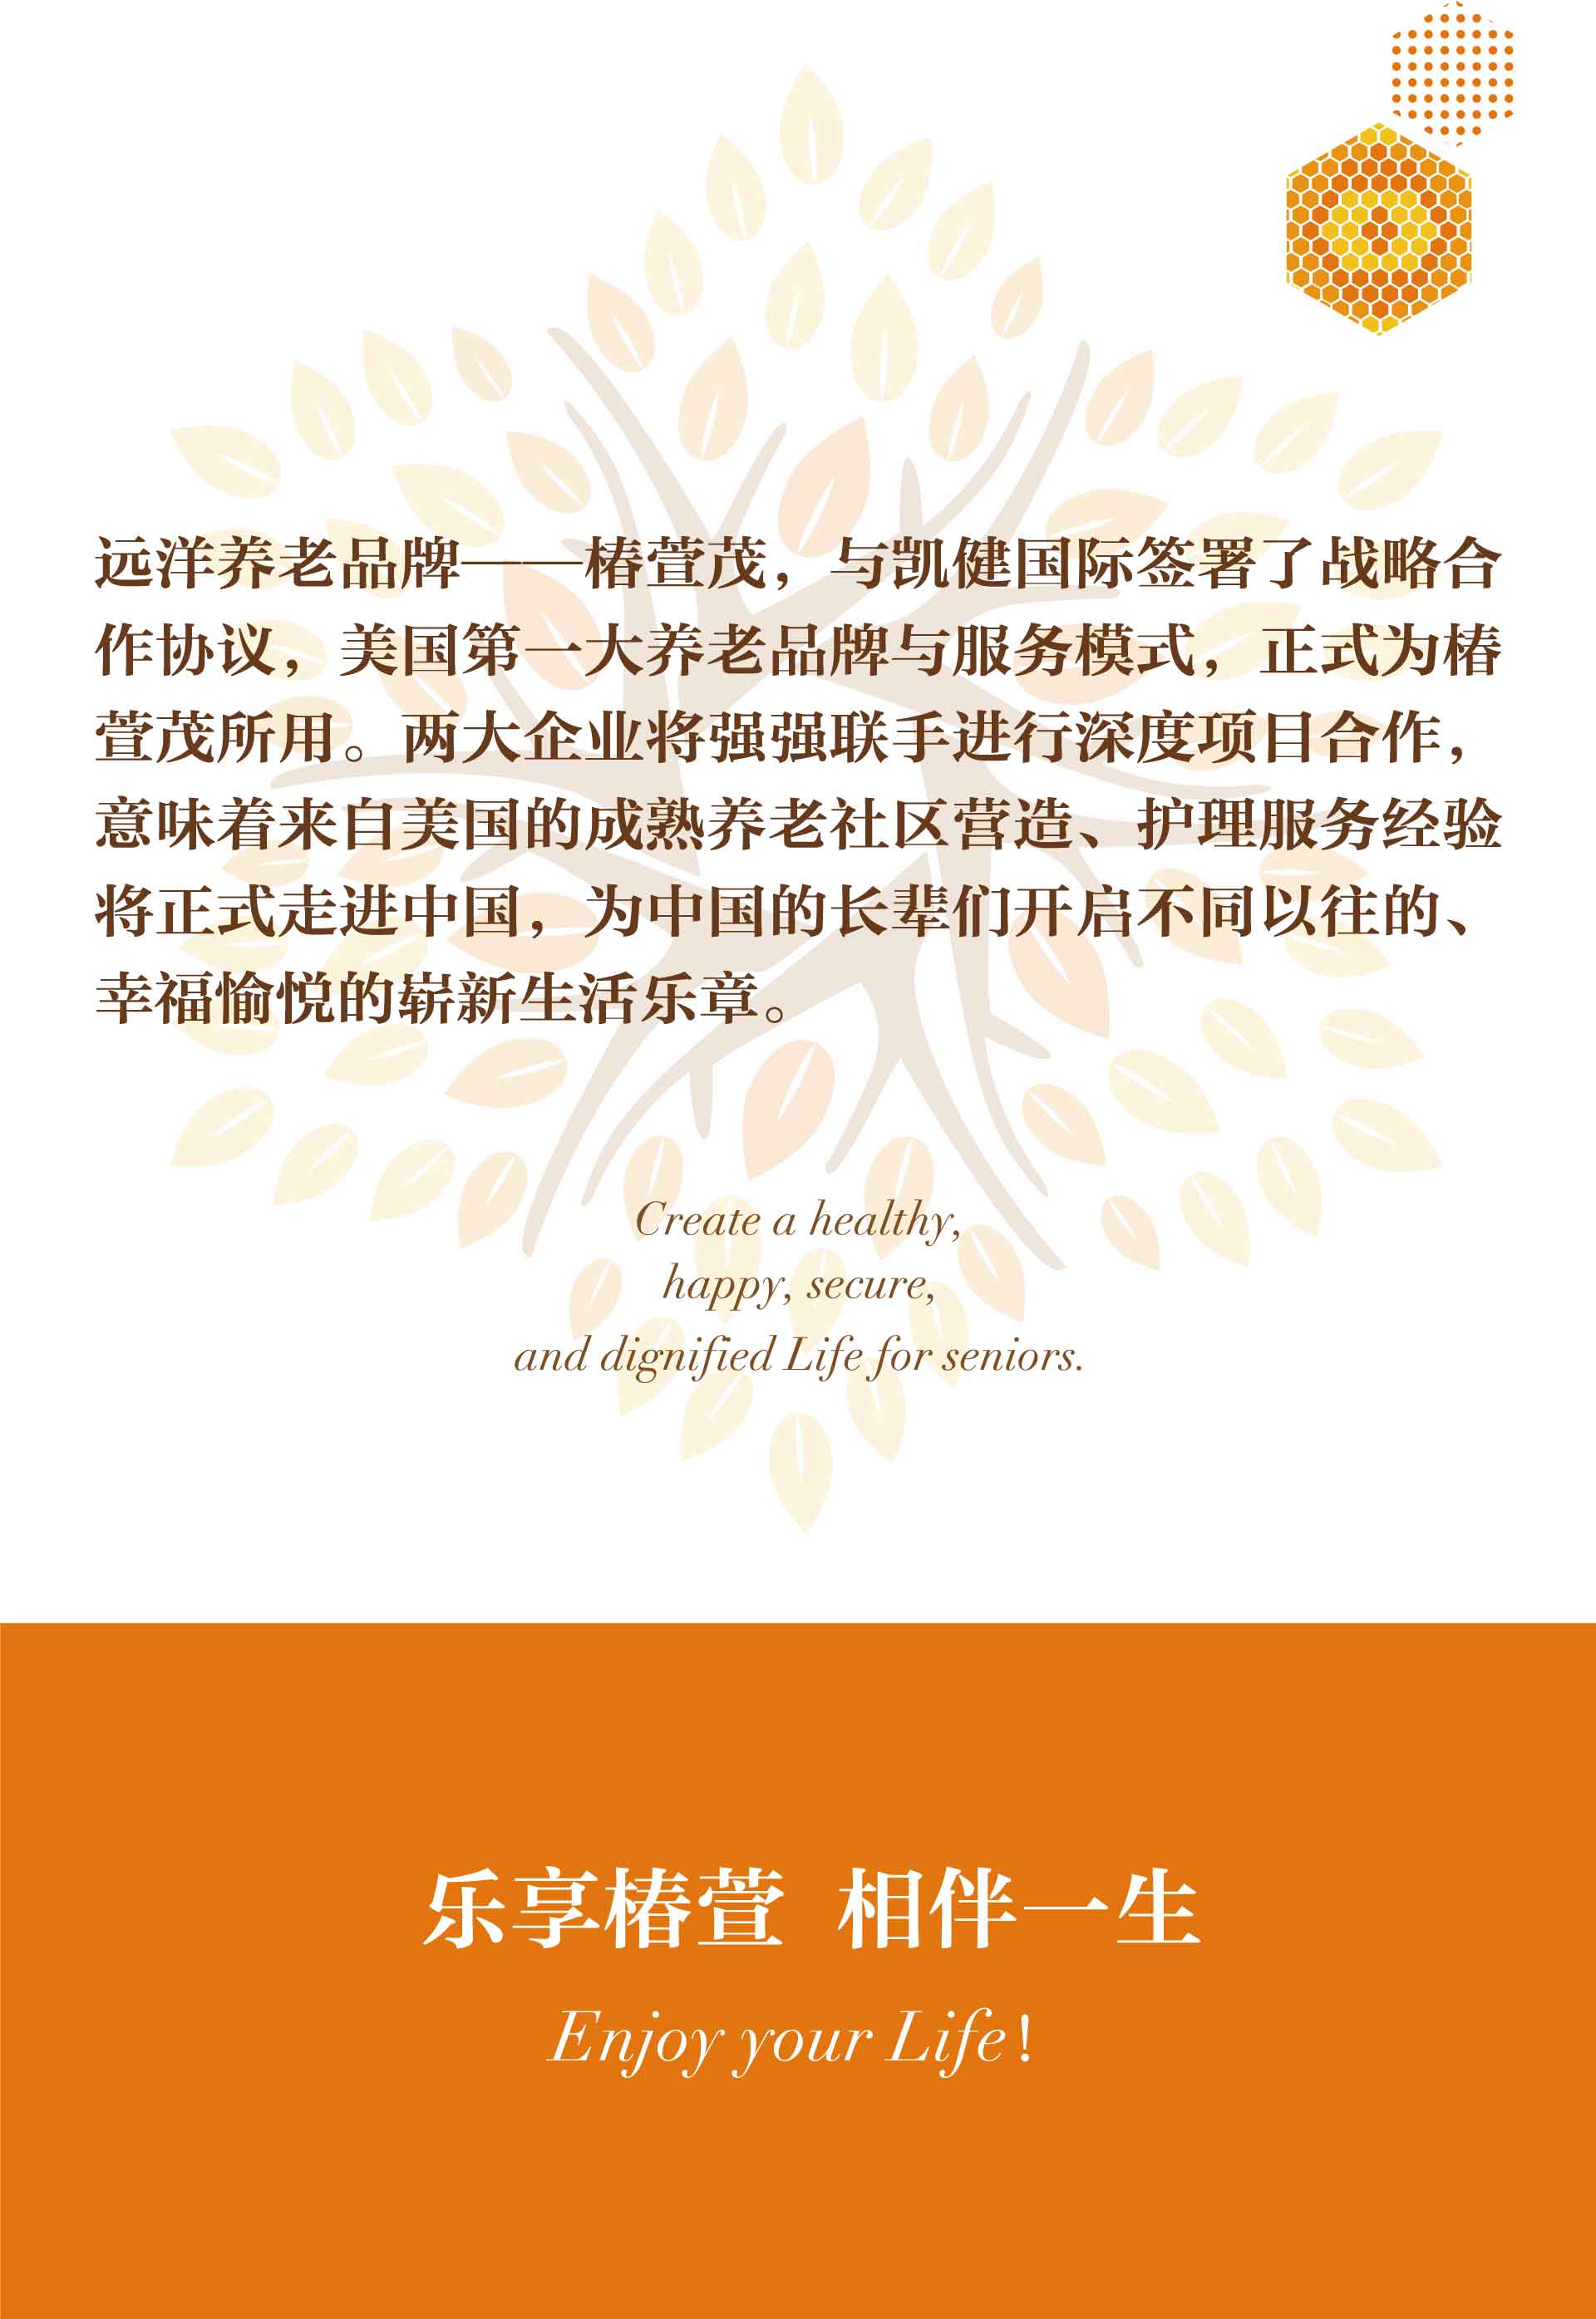 远洋养老品牌——椿萱茂，与凯健国际签署了战略合
作协议，美国第一大养老品牌与服务模式，正式为椿
萱茂所用。两大企业将强强联手进行深度项目合作，
意味着来自美国的成熟养老社区营造、护理服务经验
将正式走进中国，为中国的长辈们开启不同以往的、
幸福愉悦的崭新生活乐章。
Create a healthy,
happy, secure,
and dignified Life for seniors.
乐享椿萱 相伴一生
Enjoy your Life!